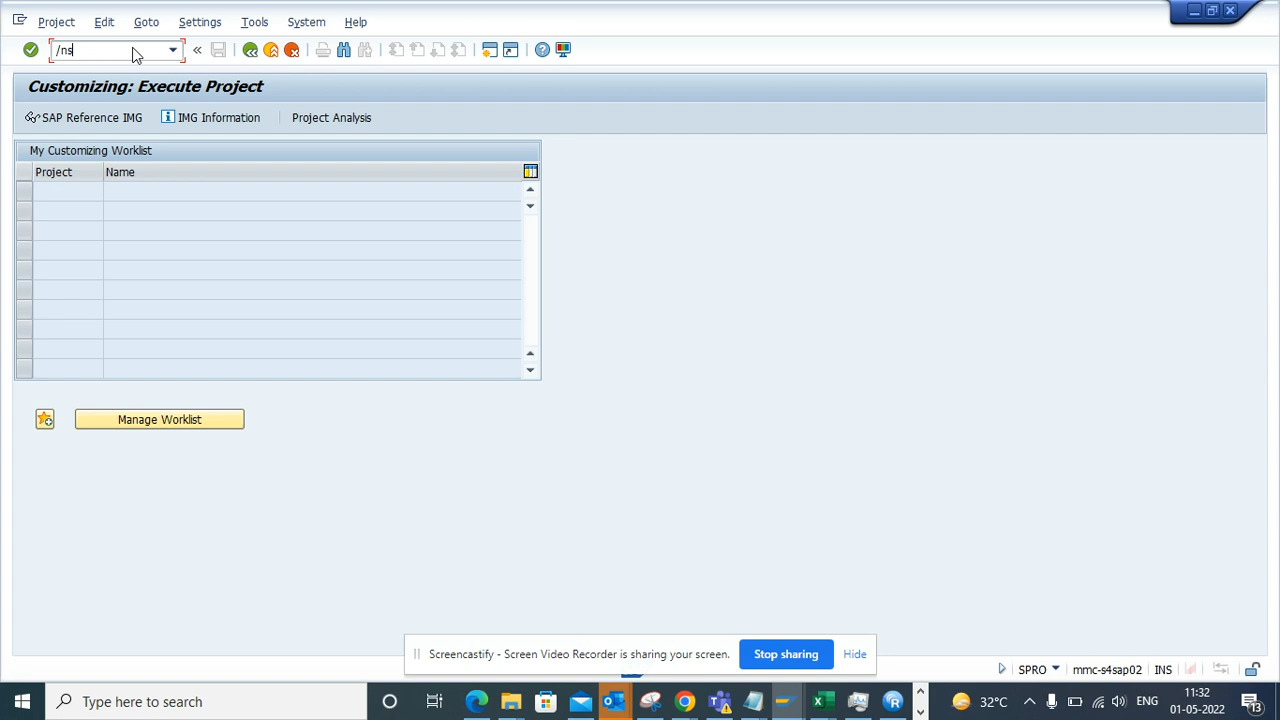 Project Edit Goto Settings Tools System Help
/ns
Customizing: Execute Project
SAP Reference IMG IMG Information Project Analysis
My Customizing Worklist
Project Name
Manage Worklist
Screencastify - Screen Video Recorder is sharing your screen. Stop sharing Hide
SPRO mmc-s4sap02 INS
Type here to search
32°C ENG
11:32
01-05-2022
13